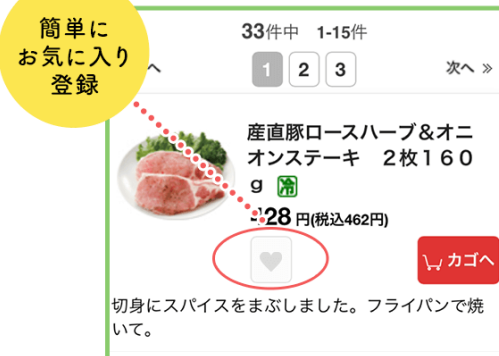 簡単に
お気に入り
登録
33件中 1-15件
へ 1 2 3 次へ »
産直豚ロースハーブ&オニ
オンステーキ 2枚160
g 冷
428 円(税込462円)
カゴへ
切身にスパイスをまぶしました。フライパンで焼
いて。